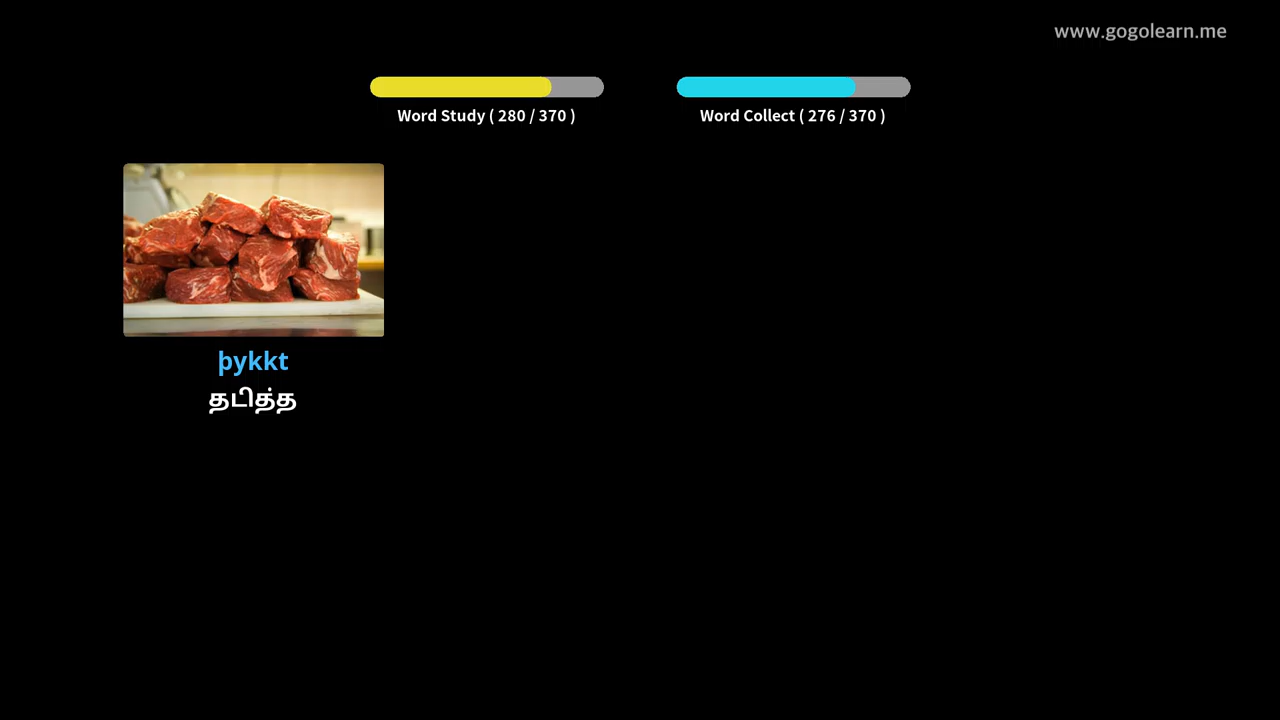 www.gogolearn.me
Word Study ( 280 / 370 )
Word Collect ( 276 / 370 )
þykkt
தடித்த